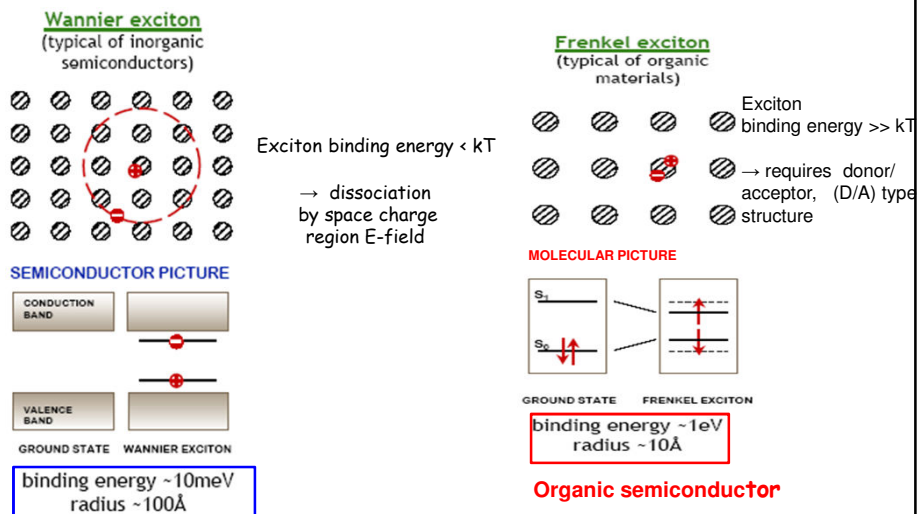 Wannier exciton
(typical of inorganic
semiconductors)
Exciton binding energy < kT
→ dissociation
by space charge
region E-field
SEMICONDUCTOR PICTURE
CONDUCTION
BAND
VALENCE
BAND
GROUND STATE
WANNIER EXCITON
binding energy ~10meV
radius ~100Å
Frenkel exciton
(typical of organic
materials)
Exciton
binding energy >> kT
→ requires donor/
acceptor, (D/A) type
structure
MOLECULAR PICTURE
S₁
S₀
GROUND STATE
FRENKEL EXCITON
binding energy ~1eV
radius ~10Å
Organic semiconductor